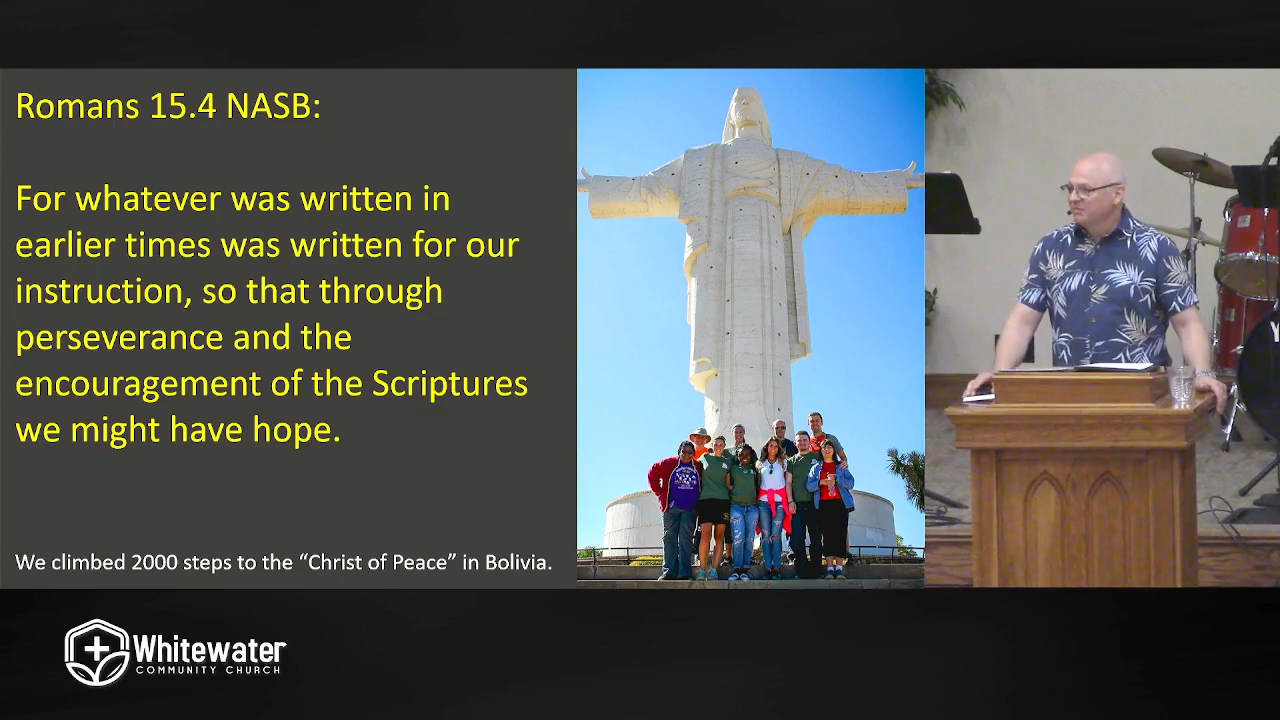 Romans 15.4 NASB:
For whatever was written in
earlier times was written for our
instruction, so that through
perseverance and the
encouragement of the Scriptures
we might have hope.
We climbed 2000 steps to the “Christ of Peace” in Bolivia.
Whitewater
COMMUNITY CHURCH